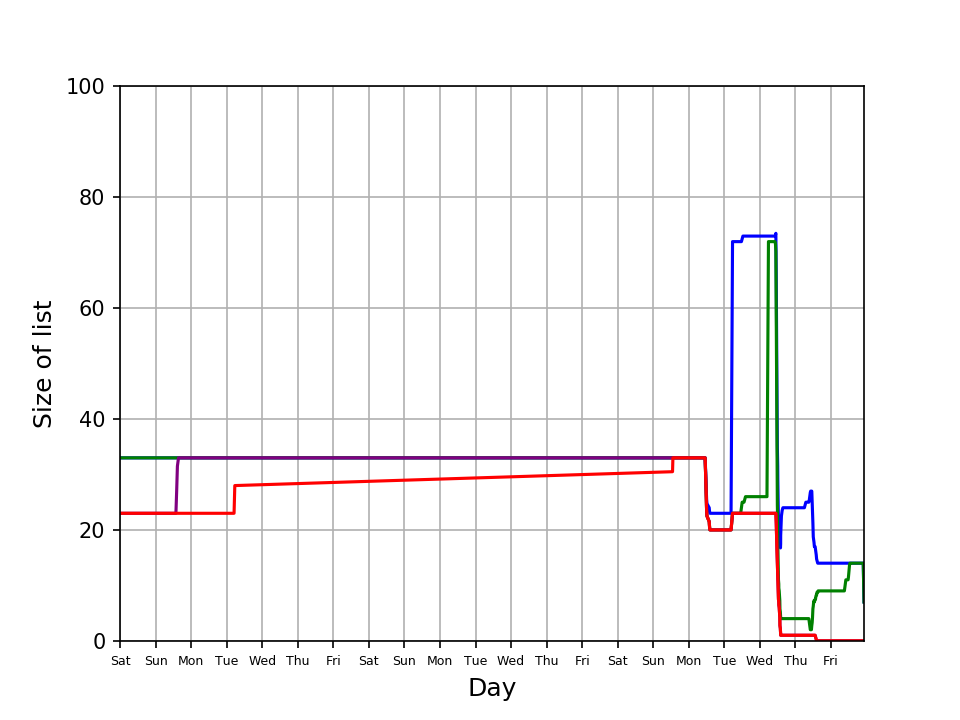 100
80
60
40
20
0
Size of list
Sat Sun Mon Tue Wed Thu Fri Sat Sun Mon Tue Wed Thu Fri Sat Sun Mon Tue Wed Thu Fri
Day